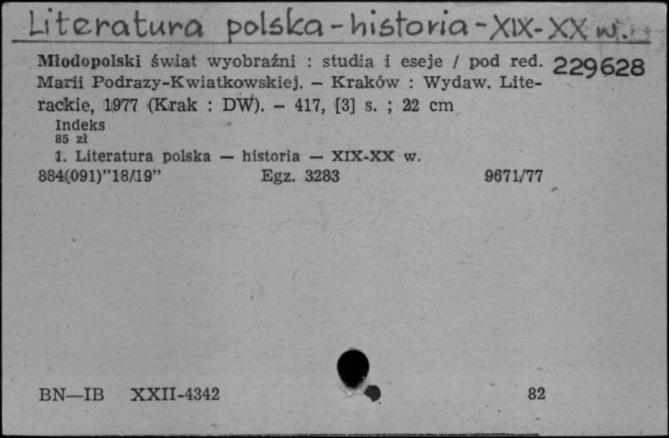 Literatura polska - historia - XIX-XX w.
Młodopolski świat wyobraźni : studia i eseje / pod red. 229628
Marii Podrazy-Kwiatkowskiej. — Kraków : Wydaw. Lite-
rackie, 1977 (Krak : DW). — 417, [3] s. ; 22 cm
Indeks
85 zł
1. Literatura polska — historia — XIX-XX w.
884(091)"18/19" Egz. 3283 9671/77
BN—IB XXII-4342 82